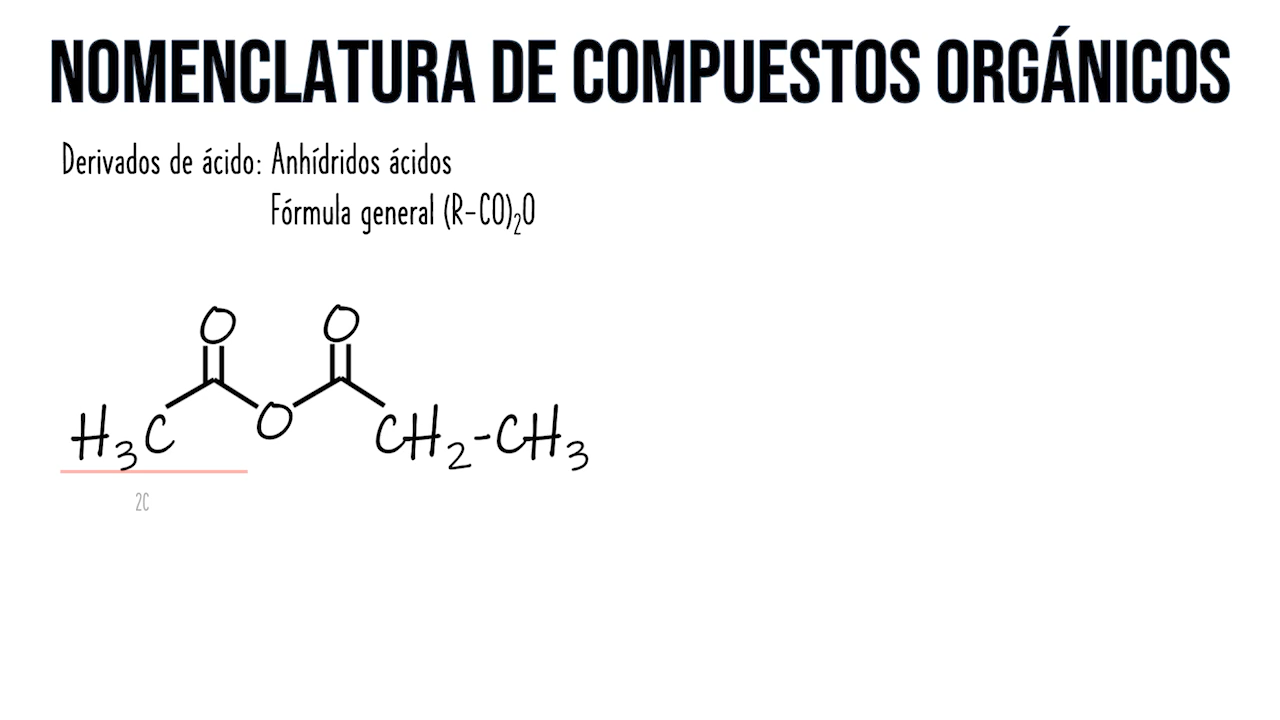 NOMENCLATURA DE COMPUESTOS ORGÁNICOS
Derivados de ácido: Anhídridos ácidos
Fórmula general (R-CO)₂O
O O
H₃C O CH₂-CH₃
2C